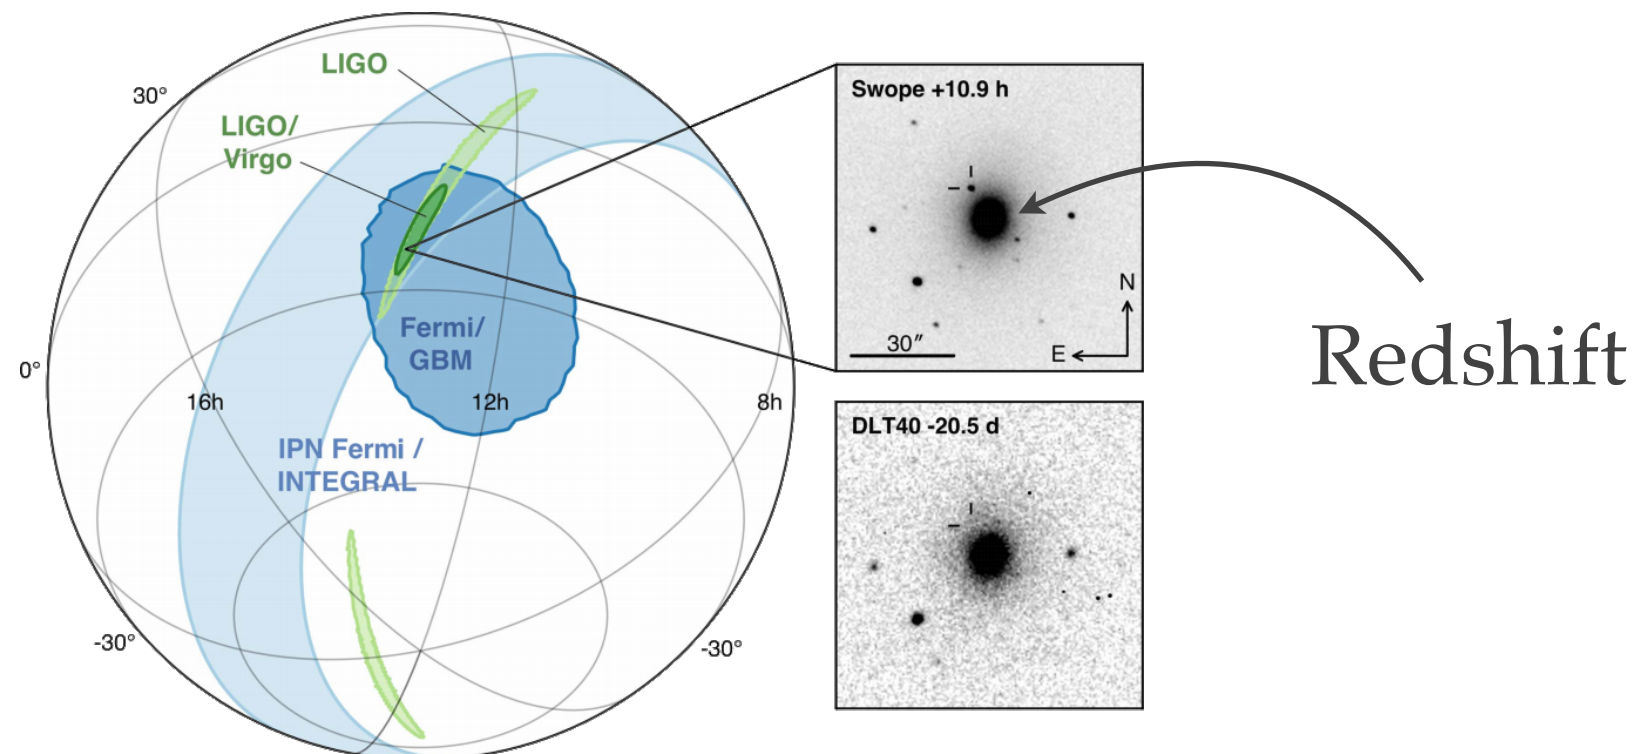 LIGO
30°
LIGO/
Virgo
Swope +10.9 h
N
E
30″
Redshift
Fermi/
GBM
0°
16h
12h
8h
DLT40 -20.5 d
IPN Fermi /
INTEGRAL
-30°
-30°